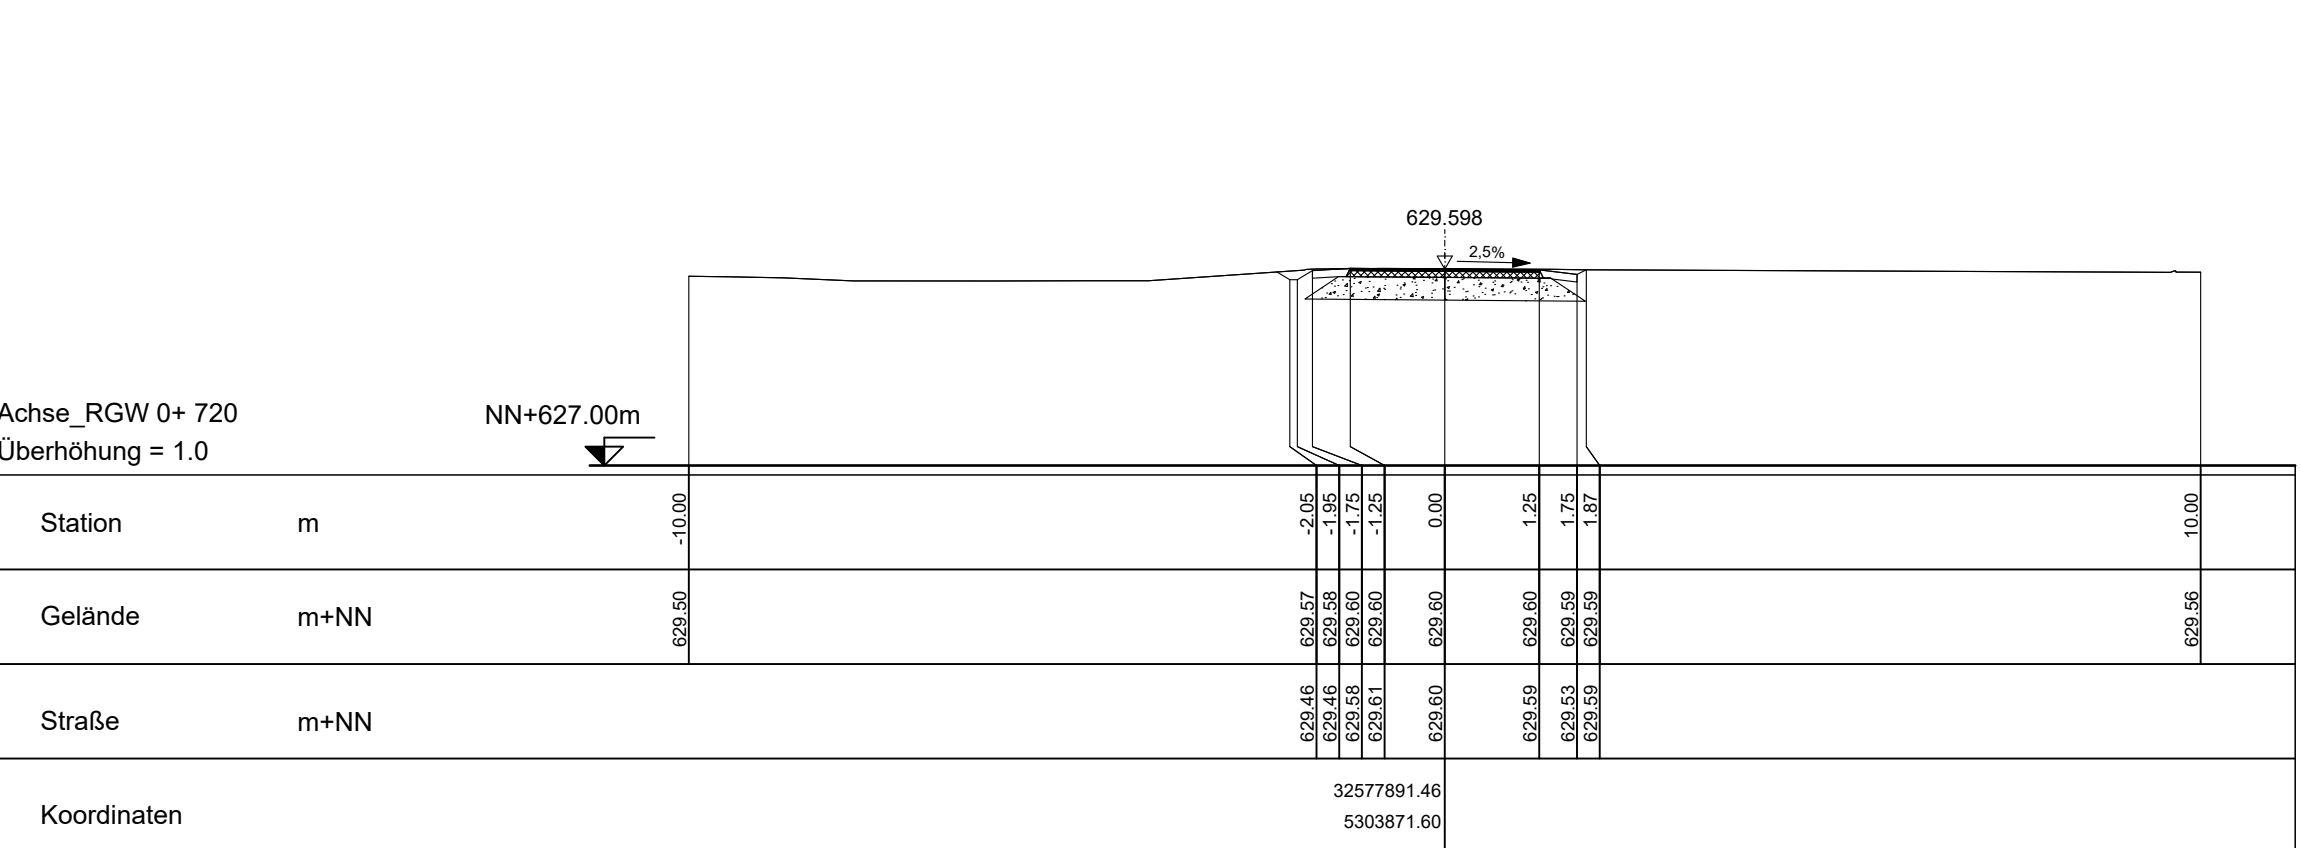 629.598
2,5%
Achse_RGW 0+ 720
NN+627.00m
Überhöhung = 1.0
Station m -10.00 -2.05 -1.95 -1.75 -1.25 0.00 1.25 1.75 1.87 10.00
Gelände m+NN 629.50 629.57 629.58 629.60 629.60 629.60 629.60 629.59 629.59 629.56
Straße m+NN 629.46 629.46 629.58 629.61 629.60 629.59 629.53 629.59
32577891.46
Koordinaten
5303871.60